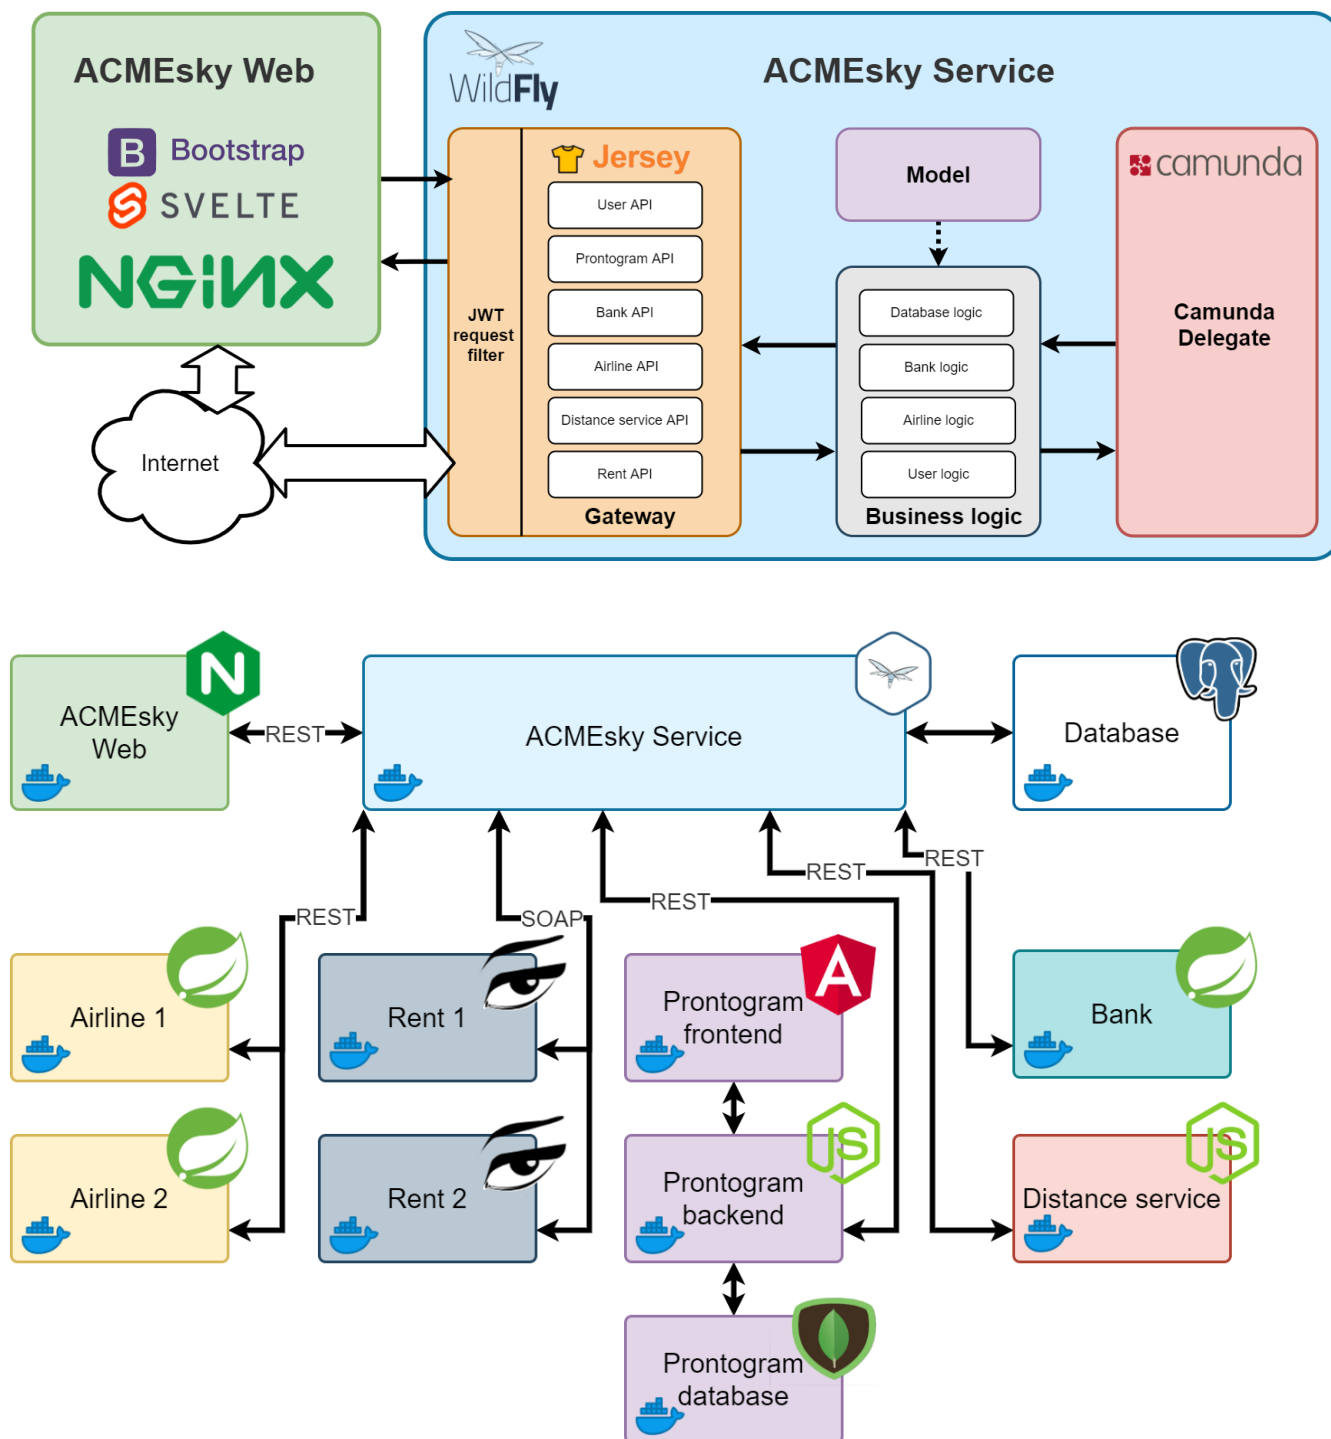 ACMEsky Web
B Bootstrap
SVELTE
NGINX
Internet
WildFly
ACMEsky Service
JWT
request
filter
Jersey
User API
Prontogram API
Bank API
Airline API
Distance service API
Rent API
Gateway
Model
Database logic
Bank logic
Airline logic
User logic
Business logic
camunda
Camunda
Delegate
N
ACMEsky
Web
REST
ACMEsky Service
Database
REST
SOAP
REST
REST
REST
Airline 1
Rent 1
A
Prontogram
frontend
Bank
Airline 2
Rent 2
JS
Prontogram
backend
JS
Distance service
Prontogram
database